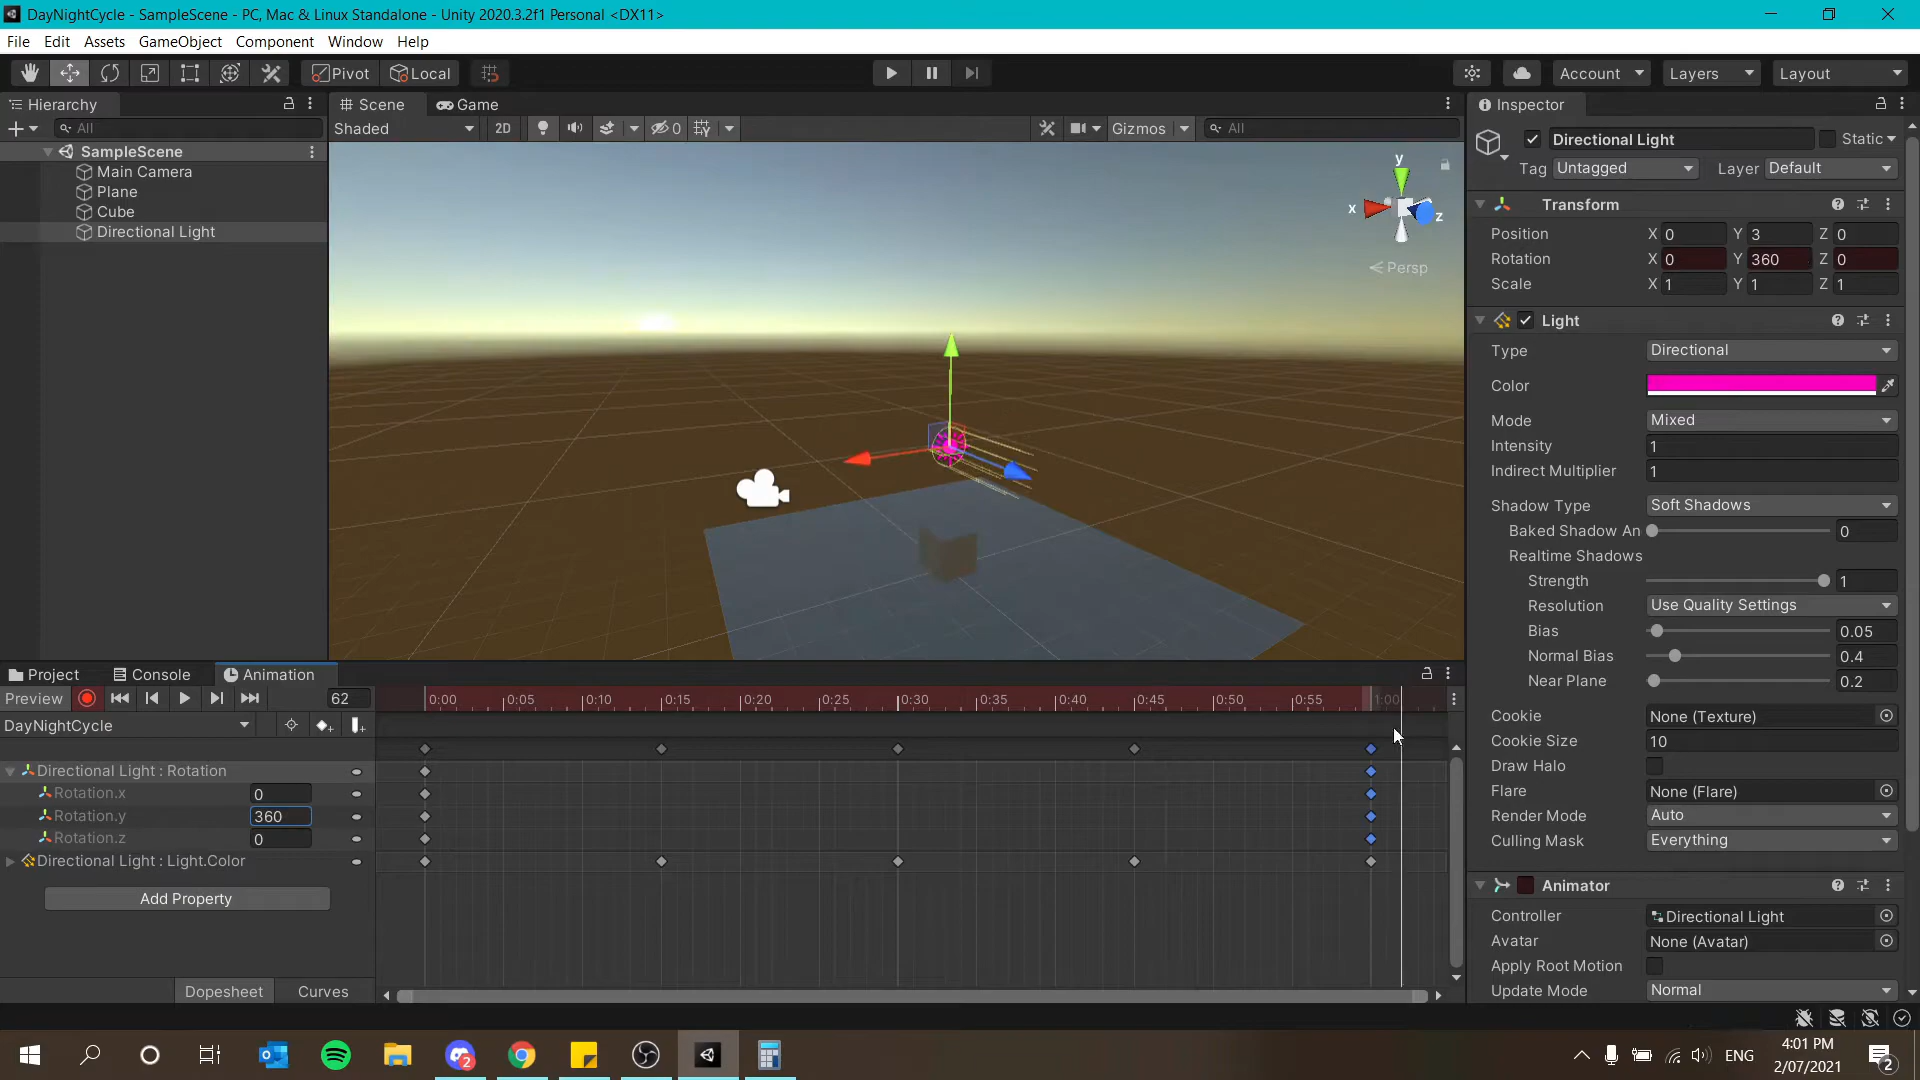 DayNightCycle - SampleScene - PC, Mac & Linux Standalone - Unity 2020.3.2f1 Personal <DX11>
File Edit Assets GameObject Component Window Help
Pivot Local Account Layers Layout
Hierarchy
All
SampleScene
Main Camera
Plane
Cube
Directional Light
Scene Game
Shaded 2D 0 Gizmos All
y
x
z
Persp
Inspector
Directional Light Static
Tag Untagged Layer Default
Transform
Position X 0 Y 3 Z 0
Rotation X 0 Y 360 Z 0
Scale X 1 Y 1 Z 1
Light
Type Directional
Color
Mode Mixed
Intensity 1
Indirect Multiplier 1
Shadow Type Soft Shadows
Baked Shadow An 0
Realtime Shadows
Strength 1
Resolution Use Quality Settings
Bias 0.05
Normal Bias 0.4
Near Plane 0.2
Cookie None (Texture)
Cookie Size 10
Draw Halo
Flare None (Flare)
Render Mode Auto
Culling Mask Everything
Animator
Controller Directional Light
Avatar None (Avatar)
Apply Root Motion
Update Mode Normal
Project Console Animation
Preview 62 0:00 0:05 0:10 0:15 0:20 0:25 0:30 0:35 0:40 0:45 0:50 0:55 1:00
DayNightCycle
Directional Light : Rotation
Rotation.x 0
Rotation.y 360
Rotation.z 0
Directional Light : Light.Color
Add Property
Dopesheet Curves
2
ENG
4:01 PM
2/07/2021
2